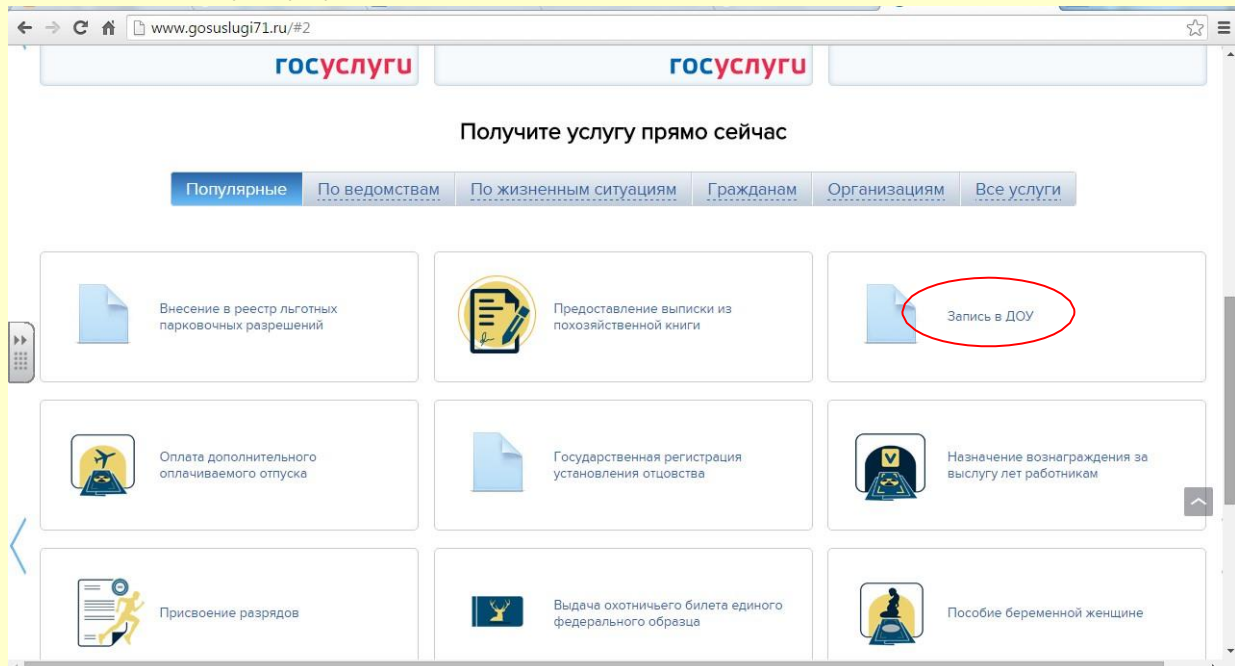 www.gosuslugi71.ru/#2
госуслуги госуслуги
Получите услугу прямо сейчас
Популярные По ведомствам По жизненным ситуациям Гражданам Организациям Все услуги
Внесение в реестр льготных
парковочных разрешений
Предоставление выписки из
похозяйственной книги
Запись в ДОУ
Оплата дополнительного
оплачиваемого отпуска
Государственная регистрация
установления отцовства
Назначение вознаграждения за
выслугу лет работникам
Присвоение разрядов
Выдача охотничьего билета единого
федерального образца
Пособие беременной женщине